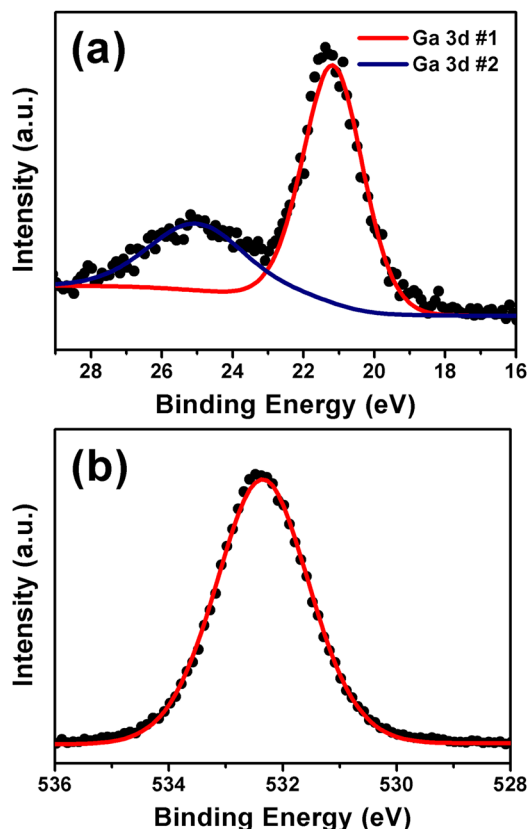 (a)
Ga 3d #1
Ga 3d #2
Intensity (a.u.)
28 26 24 22 20 18 16
Binding Energy (eV)
(b)
Intensity (a.u.)
536 534 532 530 528
Binding Energy (eV)